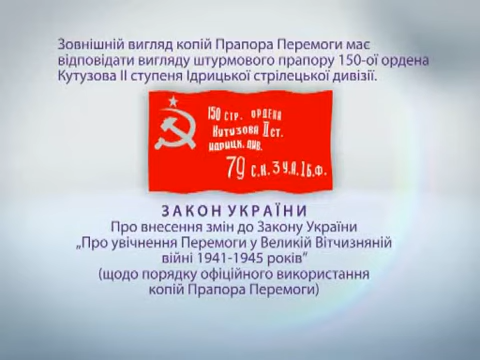 Зовнішній вигляд копій Прапора Перемоги має
відповідати вигляду штурмового прапору 150-ої ордена
Кутузова II ступеня Ідрицької стрілецької дивізії.
150 СТР. ОРДЕНА
КУТУЗОВА II СТ.
ИДРИЦК. ДИВ.
79 С.К. 3 У.А. 1 Б.Ф.
ЗАКОН УКРАЇНИ
Про внесення змін до Закону України
„Про увічнення Перемоги у Великій Вітчизняній
війні 1941-1945 років"
(щодо порядку офіційного використання
копій Прапора Перемоги)